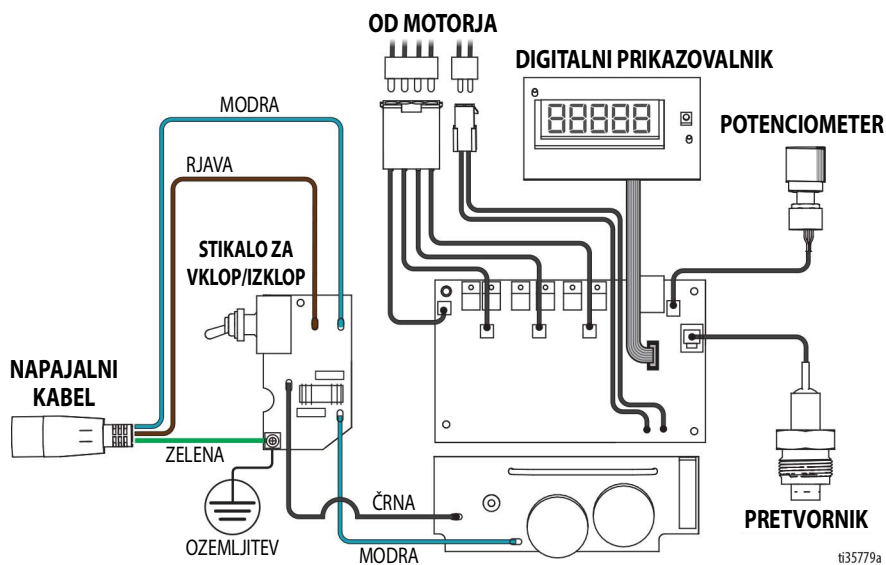 OD MOTORJA
DIGITALNI PRIKAZOVALNIK
88888
MODRA
POTENCIOMETER
RJAVA
STIKALO ZA
VKLOP/IZKLOP
NAPAJALNI
KABEL
ZELENA
ČRNA
OZEMLJITEV
MODRA
PRETVORNIK
ti35779a